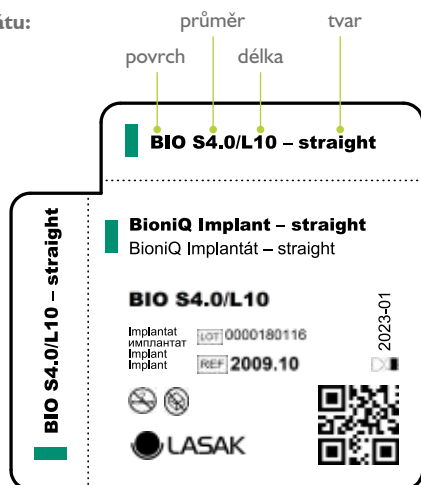 átu:
průměr tvar
povrch délka
BIO S4.0/L10 – straight
BIO S4.0/L10 – straight
BioniQ Implant – straight
BioniQ Implantát – straight
BIO S4.0/L10
2023-01
Implantat
имплантат
Implant
Implant
LOT 0000180116
REF 2009.10
LASAK